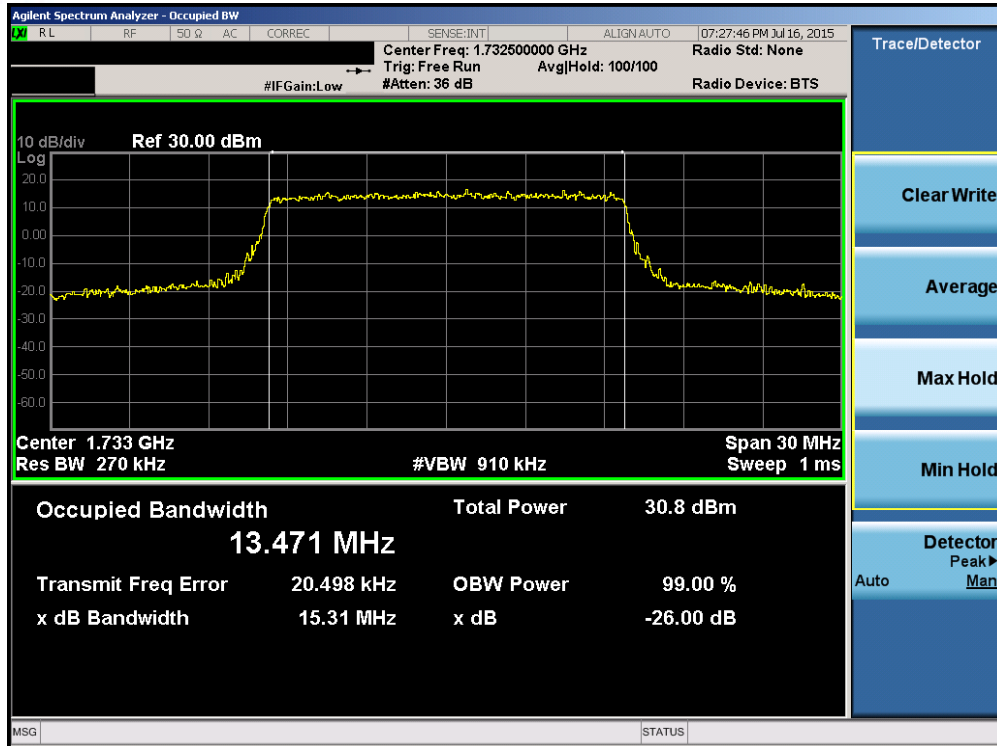 Agilent Spectrum Analyzer - Occupied BW
LXI RL RF 50 Ω AC CORREC SENSE:INT ALIGN AUTO 07:27:46 PM Jul 16, 2015
Center Freq: 1.732500000 GHz Radio Std: None
Trig: Free Run Avg|Hold: 100/100
#IFGain:Low #Atten: 36 dB Radio Device: BTS
10 dB/div Ref 30.00 dBm
Log
20.0
10.0
0.00
-10.0
-20.0
-30.0
-40.0
-50.0
-60.0
Center 1.733 GHz Span 30 MHz
Res BW 270 kHz #VBW 910 kHz Sweep 1 ms
Occupied Bandwidth Total Power 30.8 dBm
13.471 MHz
Transmit Freq Error 20.498 kHz OBW Power 99.00 %
x dB Bandwidth 15.31 MHz x dB -26.00 dB
MSG STATUS
Trace/Detector
Clear Write
Average
Max Hold
Min Hold
Detector
Peak▶
Auto Man